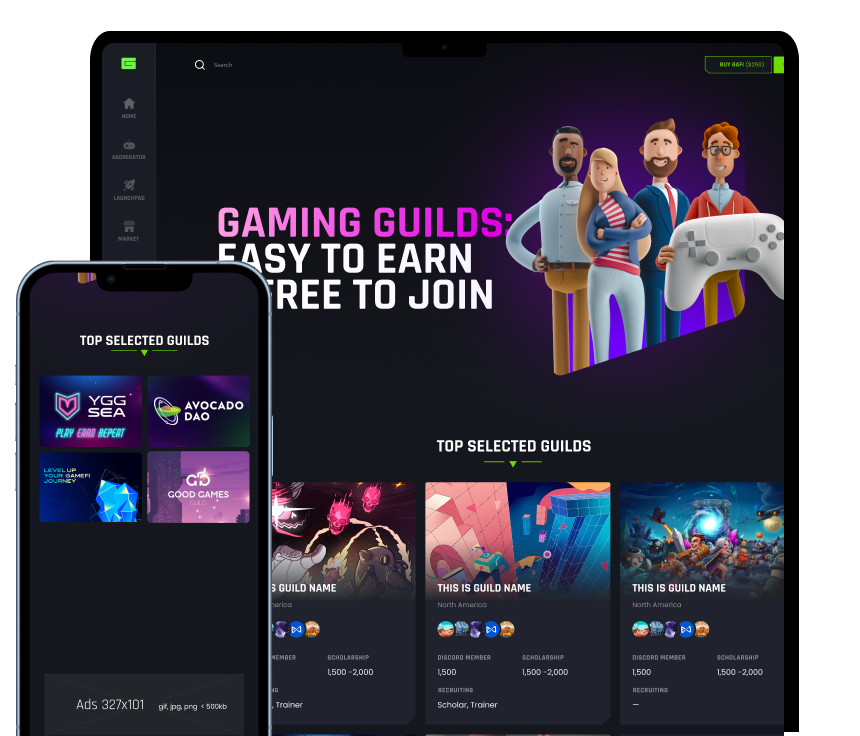 Search
BUY GAFI ($250)
HOME
AGGREGATOR
LAUNCHPAD
MARKET
GAMING GUILDS:
EASY TO EARN
FREE TO JOIN
TOP SELECTED GUILDS
S GUILD NAME
merica
MEMBER
SCHOLARSHIP
1,500 -2,000
NG
, Trainer
THIS IS GUILD NAME
North America
DISCORD MEMBER
SCHOLARSHIP
1,500
1,500 -2,000
RECRUITING
Scholar, Trainer
THIS IS GUILD NAME
North America
DISCORD MEMBER
SCHOLARSHIP
1,500
1,500 -2,000
RECRUITING
—
TOP SELECTED GUILDS
YGG
SEA
PLAY EARN REPEAT
AVOCADO
DAO
LEVEL UP
YOUR GAMEFI
JOURNEY
GG
GOOD GAMES
GUILD
Ads 327x101
gif, jpg, png < 500kb